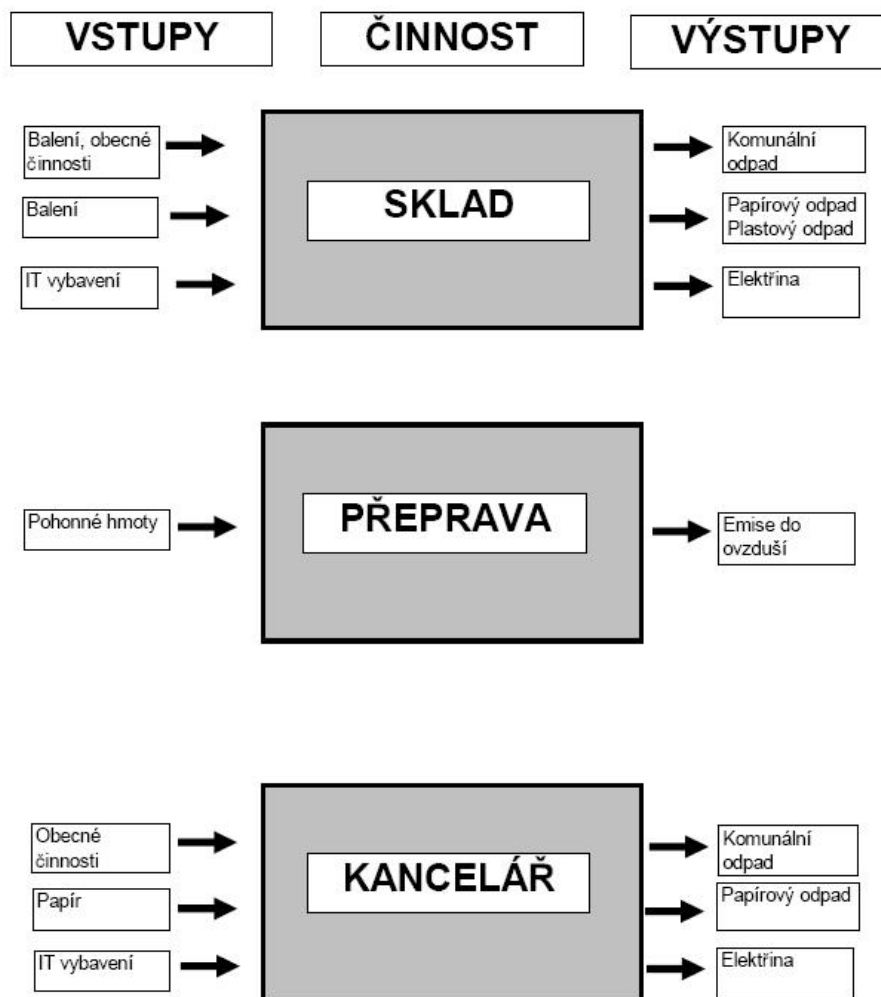 VSTUPY
ČINNOST
VÝSTUPY
Balení, obecné
činnosti
Balení
IT vybavení
SKLAD
Komunální
odpad
Papírový odpad
Plastový odpad
Elektřina
Pohonné hmoty
PŘEPRAVA
Emise do
ovzduší
Obecné
činnosti
Papír
IT vybavení
KANCELÁŘ
Komunální
odpad
Papírový odpad
Elektřina